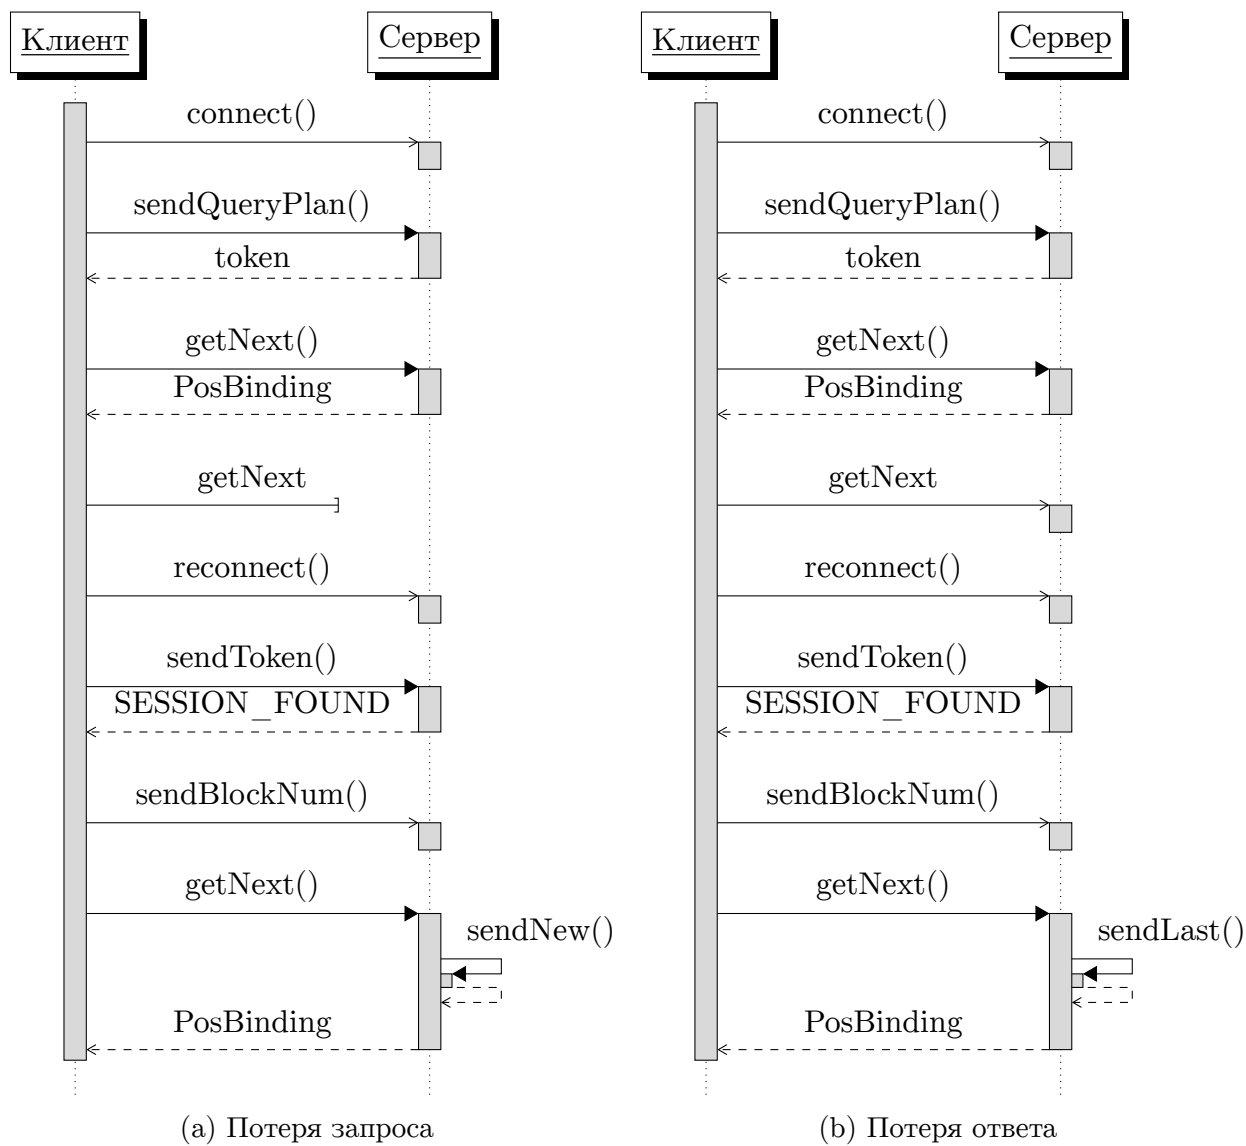 Клиент
Сервер
connect()
sendQueryPlan()
token
getNext()
PosBinding
getNext
reconnect()
sendToken()
SESSION_FOUND
sendBlockNum()
getNext()
sendNew()
PosBinding
(a) Потеря запроса
Клиент
Сервер
connect()
sendQueryPlan()
token
getNext()
PosBinding
getNext
reconnect()
sendToken()
SESSION_FOUND
sendBlockNum()
getNext()
sendLast()
PosBinding
(b) Потеря ответа